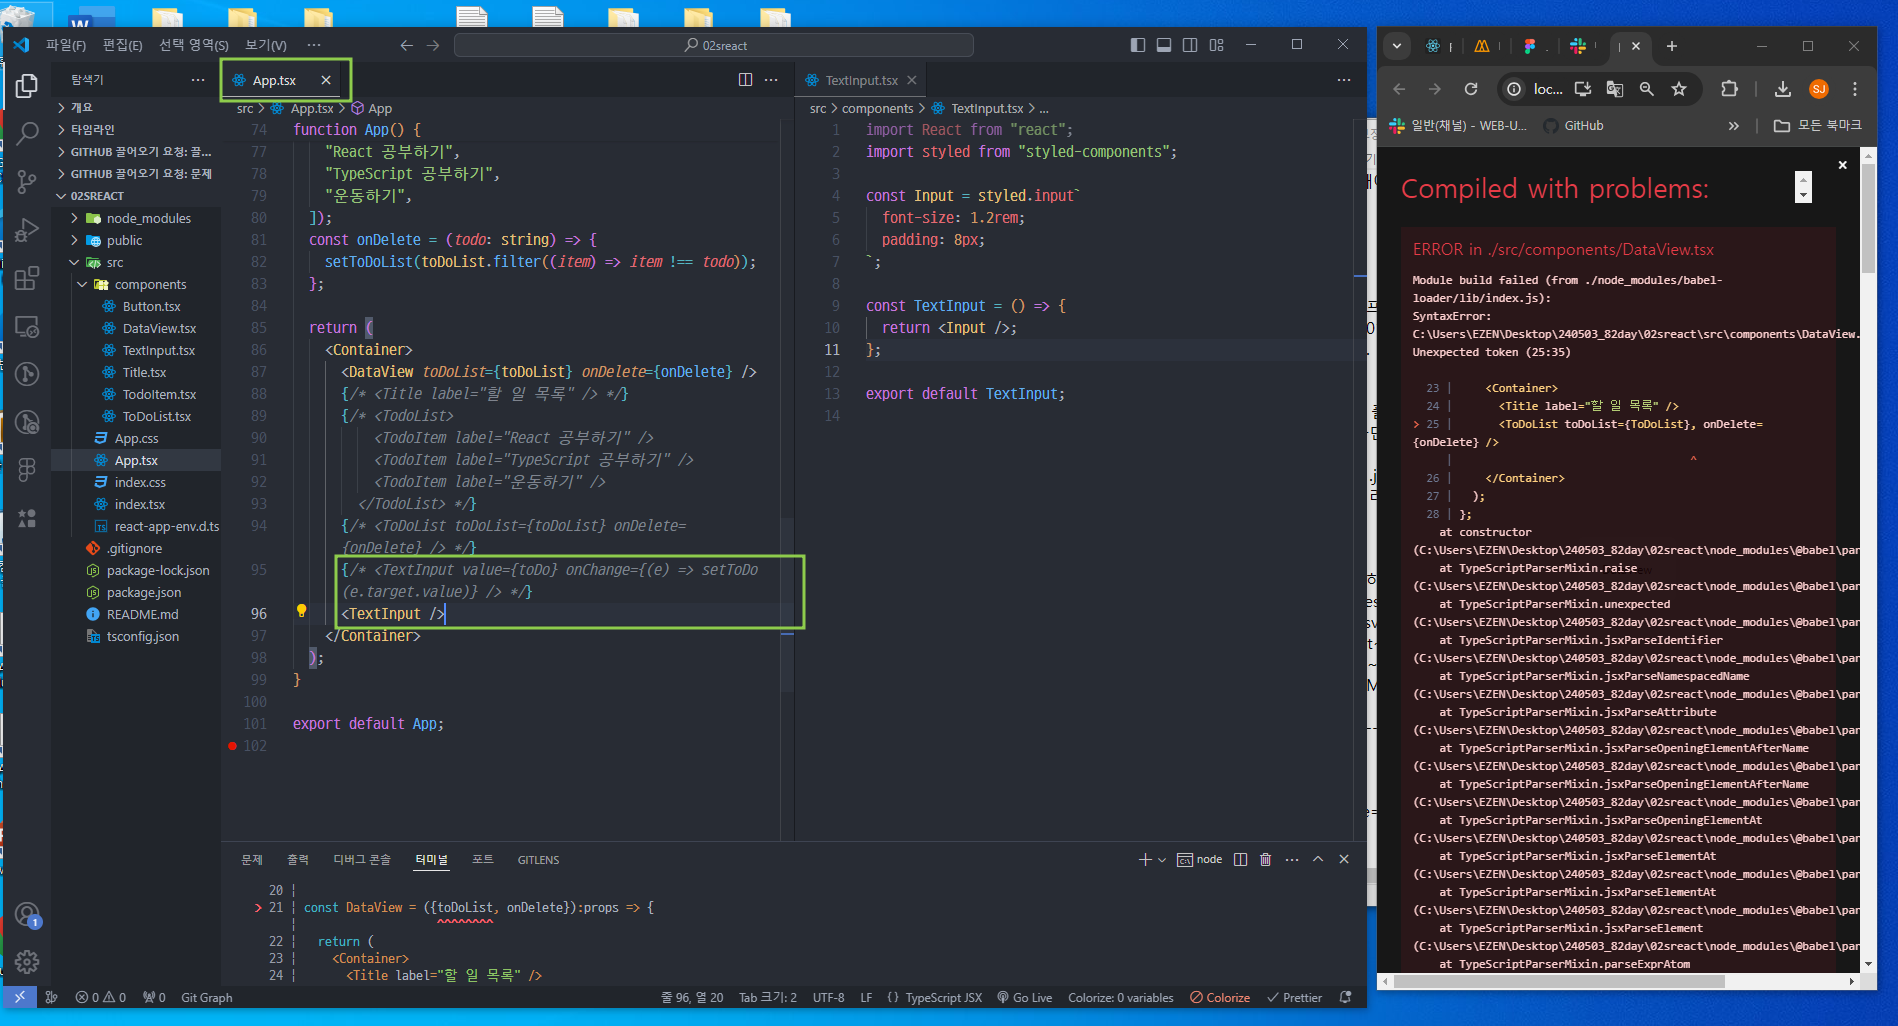 파일(F) 편집(E) 선택 영역(S) 보기(V) ···
02sreact
탐색기
개요
타임라인
GITHUB 끌어오기 요청: 끌...
GITHUB 끌어오기 요청: 문제
02SREACT
node_modules
public
src
components
Button.tsx
DataView.tsx
TextInput.tsx
Title.tsx
TodoItem.tsx
ToDoList.tsx
App.css
App.tsx
index.css
index.tsx
react-app-env.d.ts
.gitignore
package-lock.json
package.json
README.md
tsconfig.json
App.tsx
src > App.tsx > App
74 function App() {
77 "React 공부하기",
78 "TypeScript 공부하기",
79 "운동하기",
80 ]);
81 const onDelete = (todo: string) => {
82 setToDoList(toDoList.filter((item) => item !== todo));
83 };
84
85 return (
86 <Container>
87 <DataView toDoList={toDoList} onDelete={onDelete} />
88 {/* <Title label="할 일 목록" /> */}
89 {/* <TodoList>
90 <TodoItem label="React 공부하기" />
91 <TodoItem label="TypeScript 공부하기" />
92 <TodoItem label="운동하기" />
93 </TodoList> */}
94 {/* <ToDoList toDoList={toDoList} onDelete=
{onDelete} /> */}
95 {/* <TextInput value={toDo} onChange={(e) => setToDo
(e.target.value)} /> */}
96 <TextInput />
97 </Container>
98 );
99 }
100
101 export default App;
102
TextInput.tsx
src > components > TextInput.tsx > ...
1 import React from "react";
2 import styled from "styled-components";
3
4 const Input = styled.input`
5 font-size: 1.2rem;
6 padding: 8px;
7 `;
8
9 const TextInput = () => {
10 return <Input />;
11 };
12
13 export default TextInput;
14
문제 출력 디버그 콘솔 터미널 포트 GITLENS
node
20 |
> 21 | const DataView = ({toDoList, onDelete}):props => {
|
22 | return (
23 | <Container>
24 | <Title label="할 일 목록" />
1
0 0 0 Git Graph
줄 96, 열 20 Tab 크기: 2 UTF-8 LF {} TypeScript JSX Go Live Colorize: 0 variables Colorize Prettier
loc...
SJ
일반(채널) - WEB-U... GitHub » 모든 북마크
Compiled with problems:
ERROR in ./src/components/DataView.tsx
Module build failed (from ./node_modules/babel-
loader/lib/index.js):
SyntaxError:
C:\Users\EZEN\Desktop\240503_82day\02sreact\src\components\DataView.
Unexpected token (25:35)
23 | <Container>
24 | <Title label="할 일 목록" />
> 25 | <ToDoList toDoList={ToDoList}, onDelete=
{onDelete} />
| ^
26 | </Container>
27 | );
28 | };
at constructor
(C:\Users\EZEN\Desktop\240503_82day\02sreact\node_modules\@babel\par
at TypeScriptParserMixin.raise
(C:\Users\EZEN\Desktop\240503_82day\02sreact\node_modules\@babel\par
at TypeScriptParserMixin.unexpected
(C:\Users\EZEN\Desktop\240503_82day\02sreact\node_modules\@babel\par
at TypeScriptParserMixin.jsxParseIdentifier
(C:\Users\EZEN\Desktop\240503_82day\02sreact\node_modules\@babel\par
at TypeScriptParserMixin.jsxParseNamespacedName
(C:\Users\EZEN\Desktop\240503_82day\02sreact\node_modules\@babel\par
at TypeScriptParserMixin.jsxParseAttribute
(C:\Users\EZEN\Desktop\240503_82day\02sreact\node_modules\@babel\par
at TypeScriptParserMixin.jsxParseOpeningElementAfterName
(C:\Users\EZEN\Desktop\240503_82day\02sreact\node_modules\@babel\par
at TypeScriptParserMixin.jsxParseOpeningElementAfterName
(C:\Users\EZEN\Desktop\240503_82day\02sreact\node_modules\@babel\par
at TypeScriptParserMixin.jsxParseOpeningElementAt
(C:\Users\EZEN\Desktop\240503_82day\02sreact\node_modules\@babel\par
at TypeScriptParserMixin.jsxParseElementAt
(C:\Users\EZEN\Desktop\240503_82day\02sreact\node_modules\@babel\par
at TypeScriptParserMixin.jsxParseElementAt
(C:\Users\EZEN\Desktop\240503_82day\02sreact\node_modules\@babel\par
at TypeScriptParserMixin.jsxParseElement
(C:\Users\EZEN\Desktop\240503_82day\02sreact\node_modules\@babel\par
at TypeScriptParserMixin.parseExprAtom